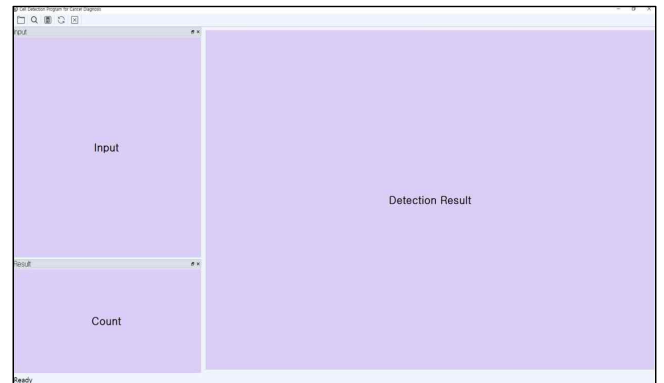 Cell Detection Program for Cancer Diagnosis
Input
Input
Detection Result
Result
Count
Ready